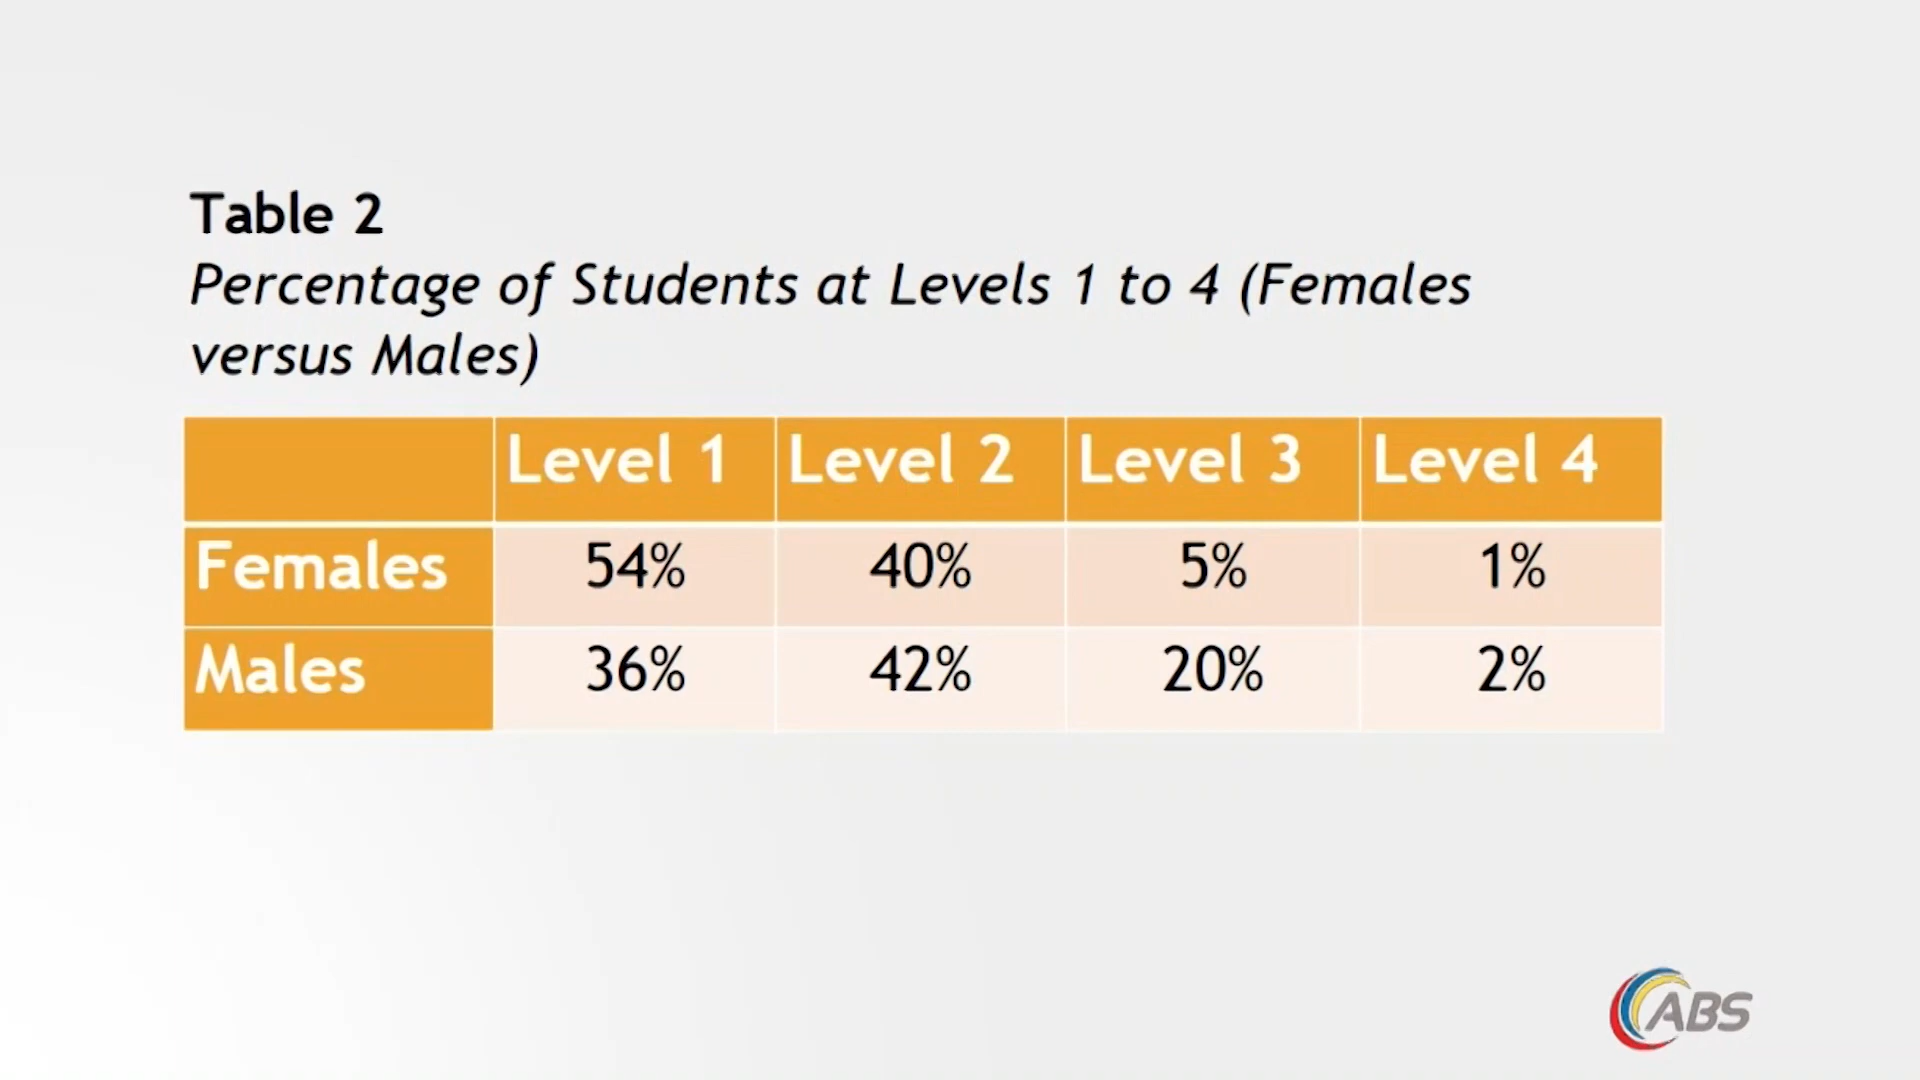 Table 2
Percentage of Students at Levels 1 to 4 (Females
versus Males)
Level 1 Level 2 Level 3 Level 4
Females 54% 40% 5% 1%
Males 36% 42% 20% 2%
ABS